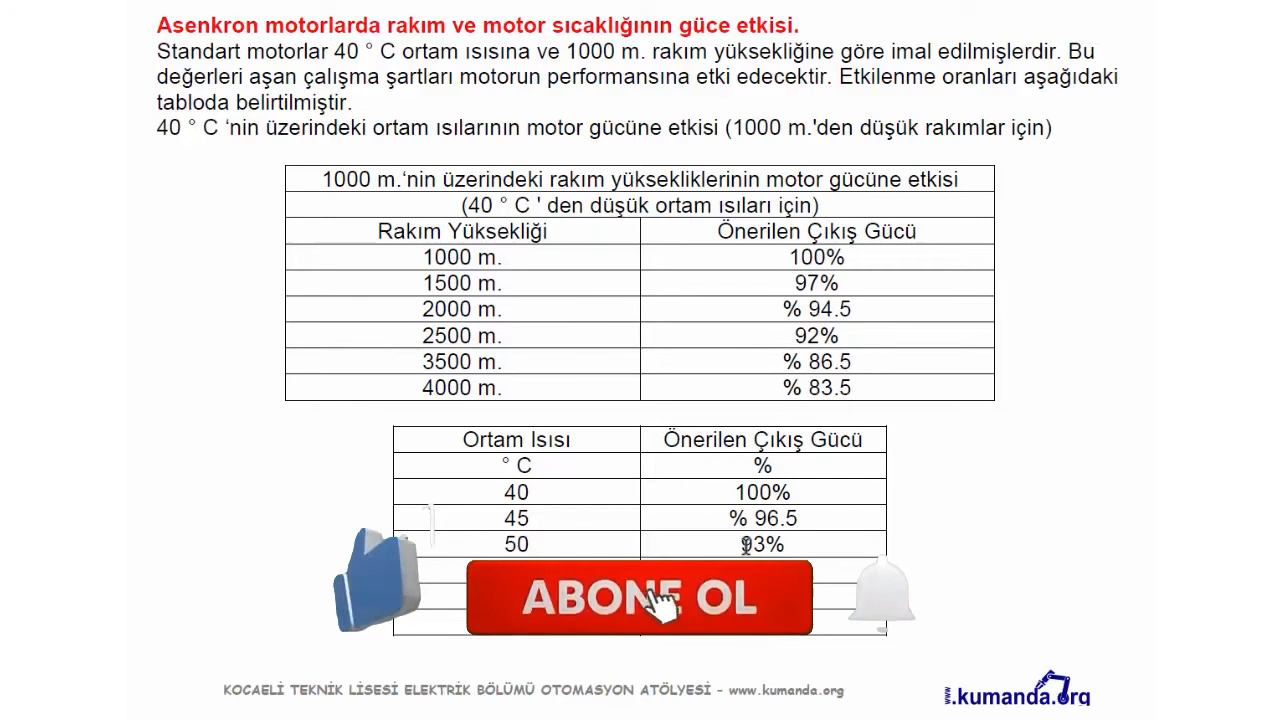 Asenkron motorlarda rakım ve motor sıcaklığının güce etkisi.
Standart motorlar 40 ° C ortam ısısına ve 1000 m. rakım yüksekliğine göre imal edilmişlerdir. Bu
değerleri aşan çalışma şartları motorun performansına etki edecektir. Etkilenme oranları aşağıdaki
tabloda belirtilmiştir.
40 ° C ‘nin üzerindeki ortam ısılarının motor gücüne etkisi (1000 m.'den düşük rakımlar için)
1000 m.‘nin üzerindeki rakım yüksekliklerinin motor gücüne etkisi
(40 ° C ' den düşük ortam ısıları için)
Rakım Yüksekliği Önerilen Çıkış Gücü
1000 m. 100%
1500 m. 97%
2000 m. % 94.5
2500 m. 92%
3500 m. % 86.5
4000 m. % 83.5
Ortam Isısı Önerilen Çıkış Gücü
° C %
40 100%
45 % 96.5
50 93%
ABONE OL
KOCAELİ TEKNİK LİSESİ ELEKTRİK BÖLÜMÜ OTOMASYON ATÖLYESİ - www.kumanda.org
www.kumanda.org